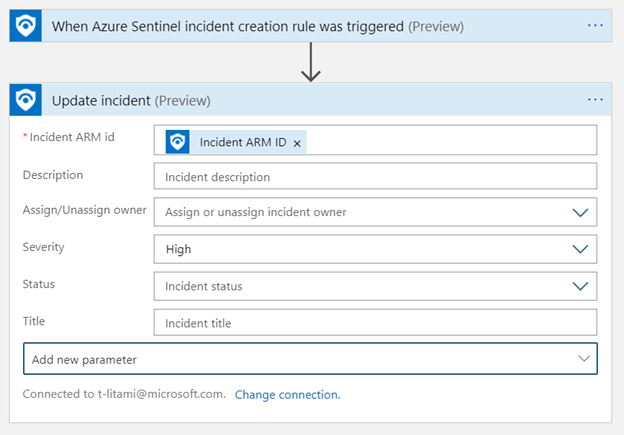 When Azure Sentinel incident creation rule was triggered (Preview)
Update incident (Preview)
* Incident ARM id
Incident ARM ID ×
Description
Incident description
Assign/Unassign owner
Assign or unassign incident owner
Severity
High
Status
Incident status
Title
Incident title
Add new parameter
Connected to t-litami@microsoft.com. Change connection.